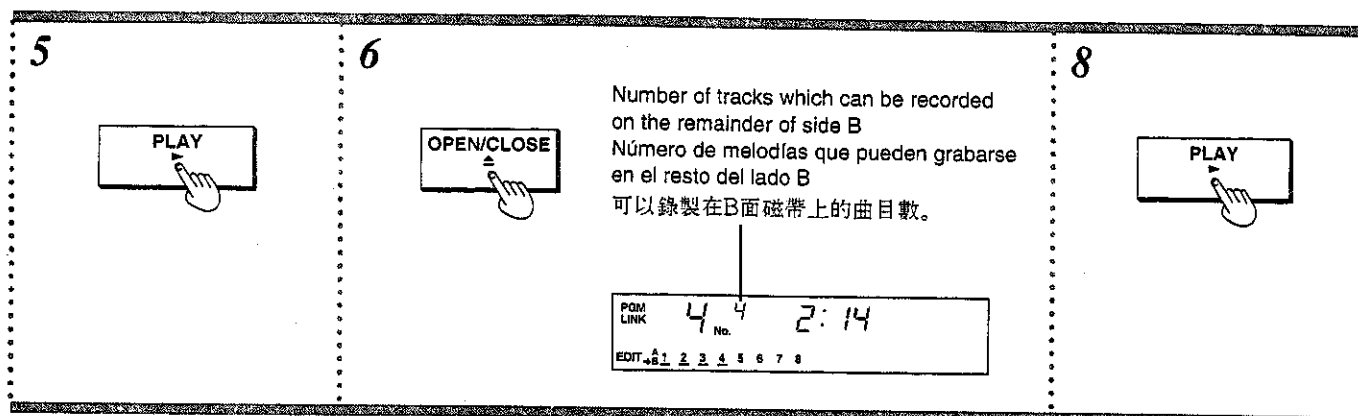 5
PLAY
6
OPEN/CLOSE
Number of tracks which can be recorded
on the remainder of side B
Número de melodías que pueden grabarse
en el resto del lado B
可以錄製在B面磁帶上的曲目數。
PGM
LINK
4 No. 4 2:14
EDIT A B 1 2 3 4 5 6 7 8
8
PLAY